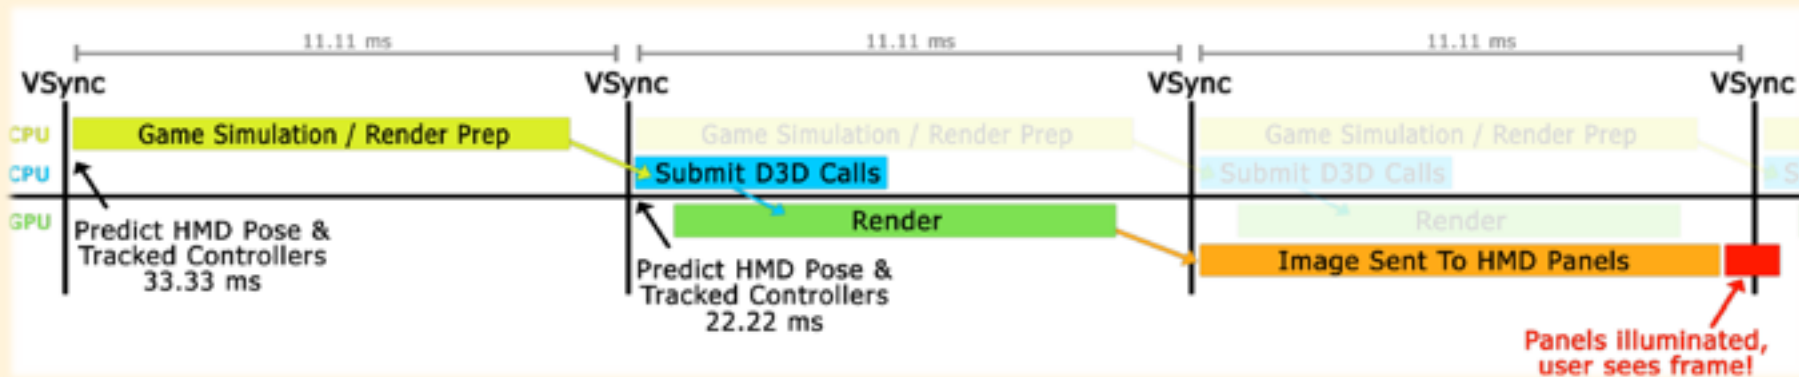 11.11 ms 11.11 ms 11.11 ms
VSync VSync VSync VSync
CPU Game Simulation / Render Prep Game Simulation / Render Prep Game Simulation / Render Prep
CPU Submit D3D Calls Submit D3D Calls S
GPU Render Render
Predict HMD Pose &
Tracked Controllers
33.33 ms
Image Sent To HMD Panels
Predict HMD Pose &
Tracked Controllers
22.22 ms
Panels illuminated,
user sees frame!